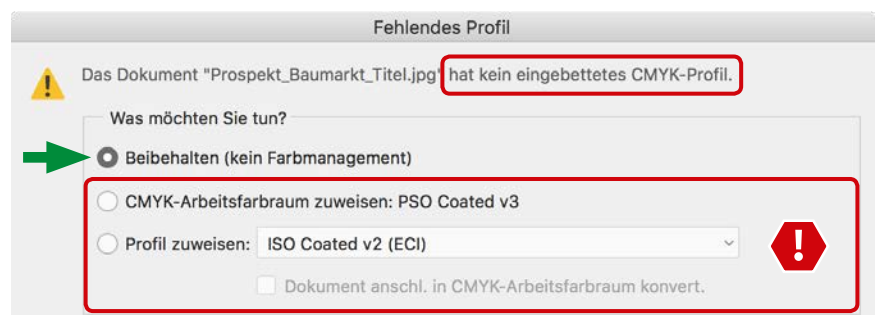 Fehlendes Profil
Das Dokument "Prospekt_Baumarkt_Titel.jpg" hat kein eingebettetes CMYK-Profil.
Was möchten Sie tun?
Beibehalten (kein Farbmanagement)
CMYK-Arbeitsfarbraum zuweisen: PSO Coated v3
Profil zuweisen: ISO Coated v2 (ECI)
Dokument anschl. in CMYK-Arbeitsfarbraum konvert.